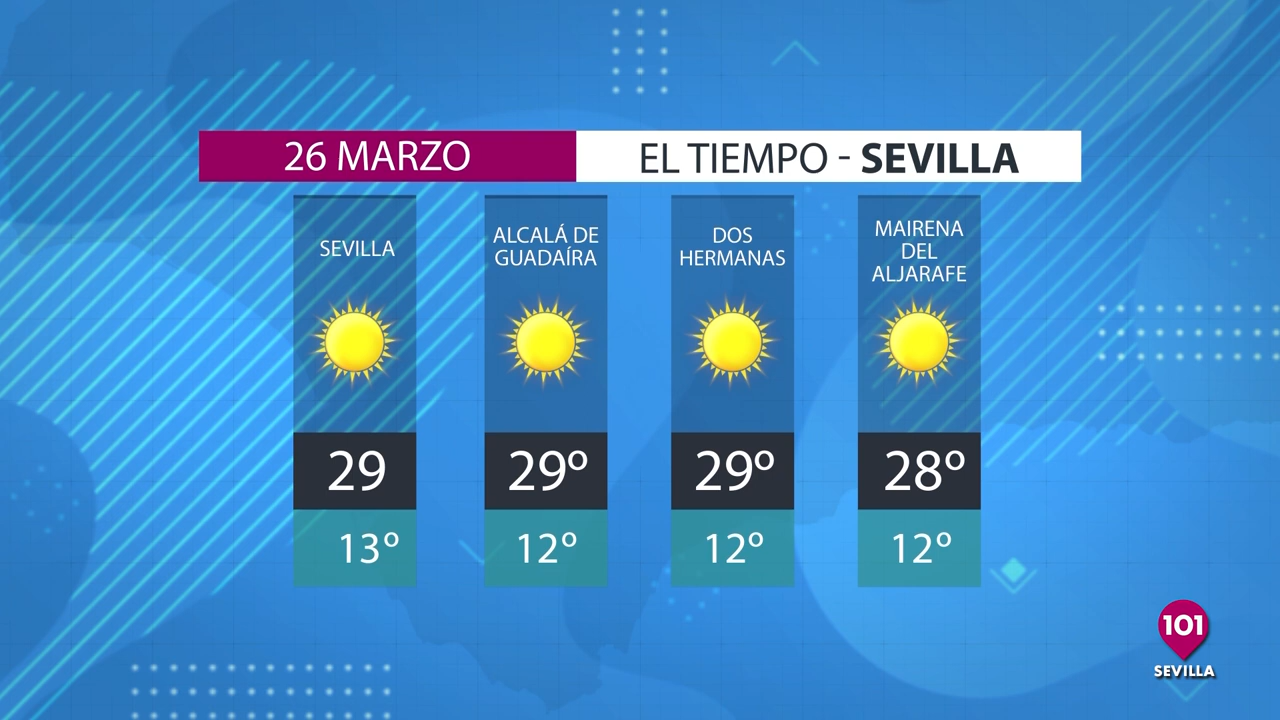 26 MARZO
EL TIEMPO - SEVILLA
SEVILLA
29
13º
ALCALÁ DE
GUADAÍRA
29º
12º
DOS
HERMANAS
29º
12º
MAIRENA
DEL
ALJARAFE
28º
12º
101
SEVILLA